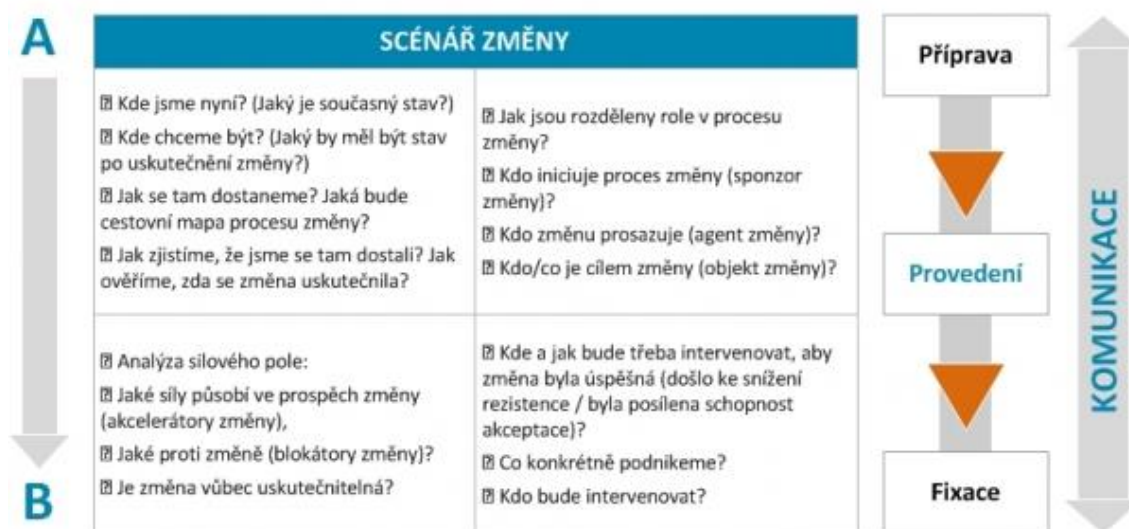 A
B
SCÉNÁŘ ZMĚNY
Kde jsme nyní? (Jaký je současný stav?)
Kde chceme být? (Jaký by měl být stav
po uskutečnění změny?)
Jak se tam dostaneme? Jaká bude
cestovní mapa procesu změny?
Jak zjistíme, že jsme se tam dostali? Jak
ověříme, zda se změna uskutečnila?
Jak jsou rozděleny role v procesu
změny?
Kdo iniciuje proces změny (sponzor
změny)?
Kdo změnu prosazuje (agent změny)?
Kdo/co je cílem změny (objekt změny)?
Analýza silového pole:
Jaké síly působí ve prospěch změny
(akcelerátory změny),
Jaké proti změně (blokátory změny)?
Je změna vůbec uskutečnitelná?
Kde a jak bude třeba intervenovat, aby
změna byla úspěšná (došlo ke snížení
rezistence / byla posílena schopnost
akceptace)?
Co konkrétně podnikeme?
Kdo bude intervenovat?
Příprava
Provedení
Fixace
KOMUNIKACE